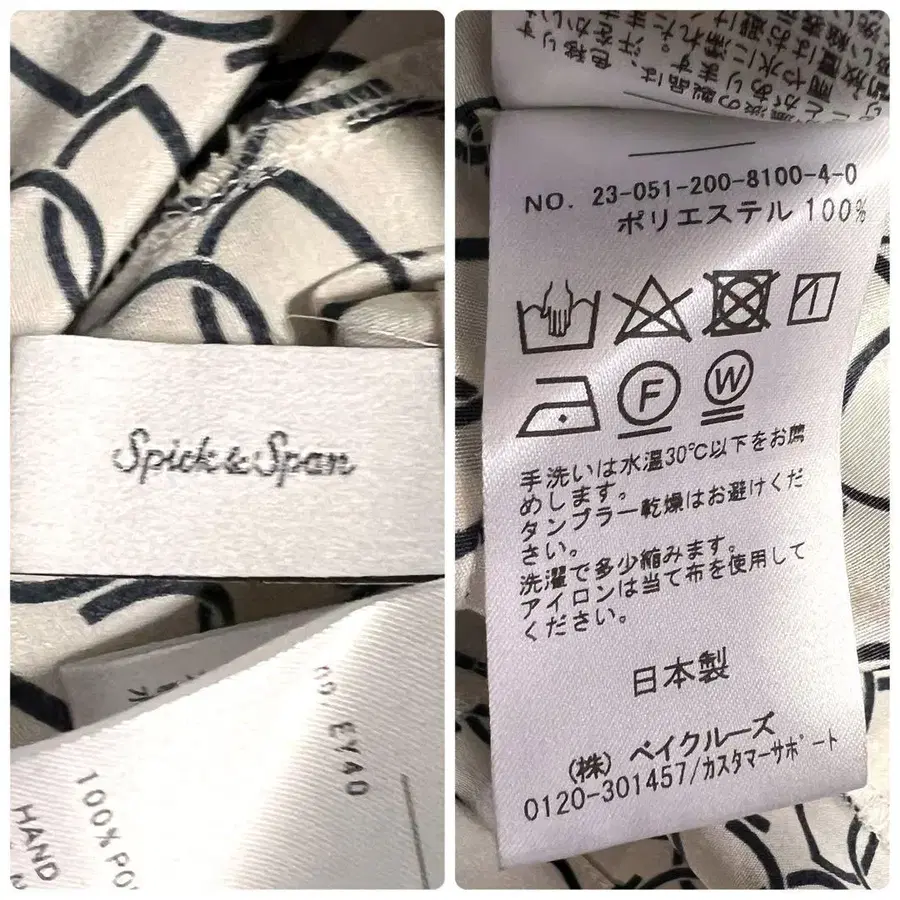 Spick & Span
EY40
100% PO
HAND
NO. 23-051-200-8100-4-0
ポリエステル 100%
F
W
手洗いは水温30℃以下をお薦
めします。
タンブラー乾燥はお避けくだ
さい。
洗濯で多少縮みます。
アイロンは当て布を使用して
ください。
日本製
(株) ベイクルーズ
0120-301457/カスタマーサポート